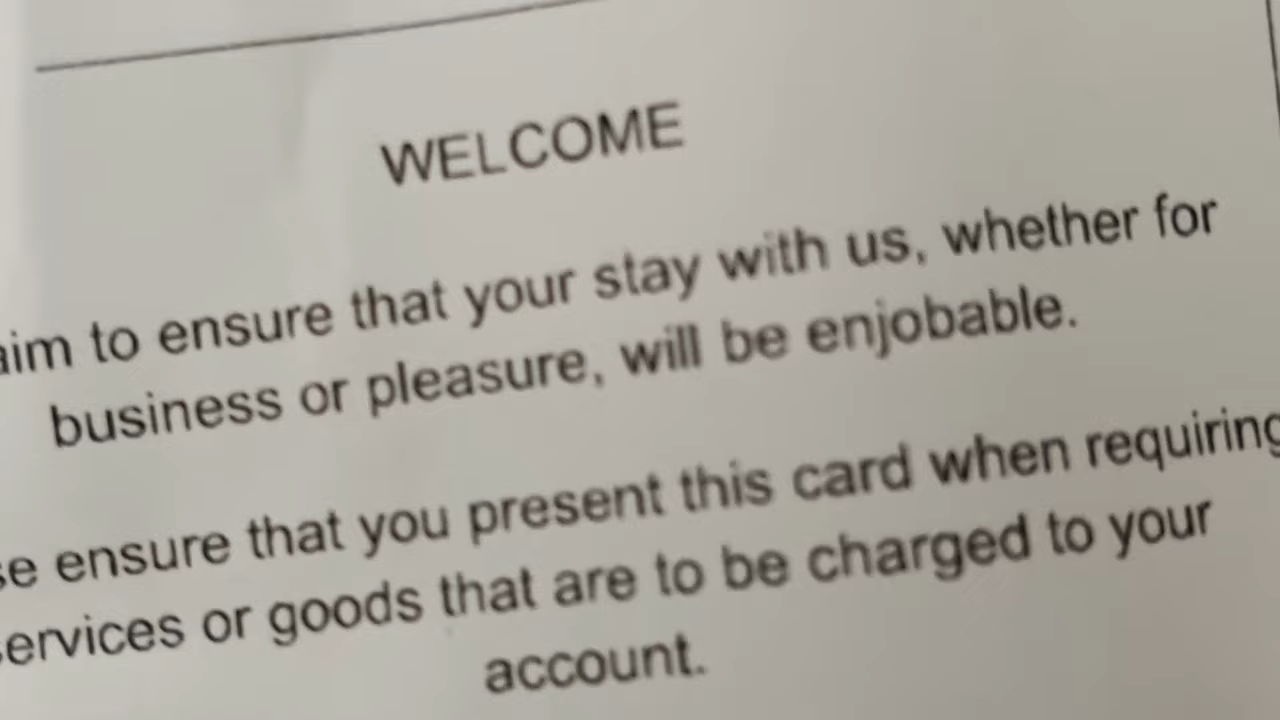 WELCOME
aim to ensure that your stay with us, whether for
business or pleasure, will be enjobable.
se ensure that you present this card when requiring
services or goods that are to be charged to your
account.